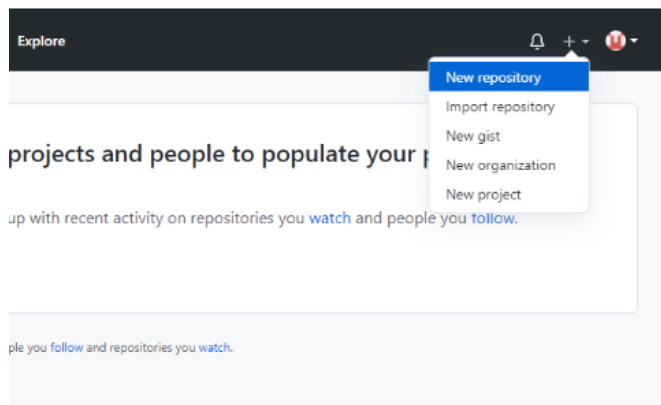 Explore
New repository
Import repository
New gist
New organization
New project
projects and people to populate your
up with recent activity on repositories you watch and people you follow.
you follow and repositories you watch.